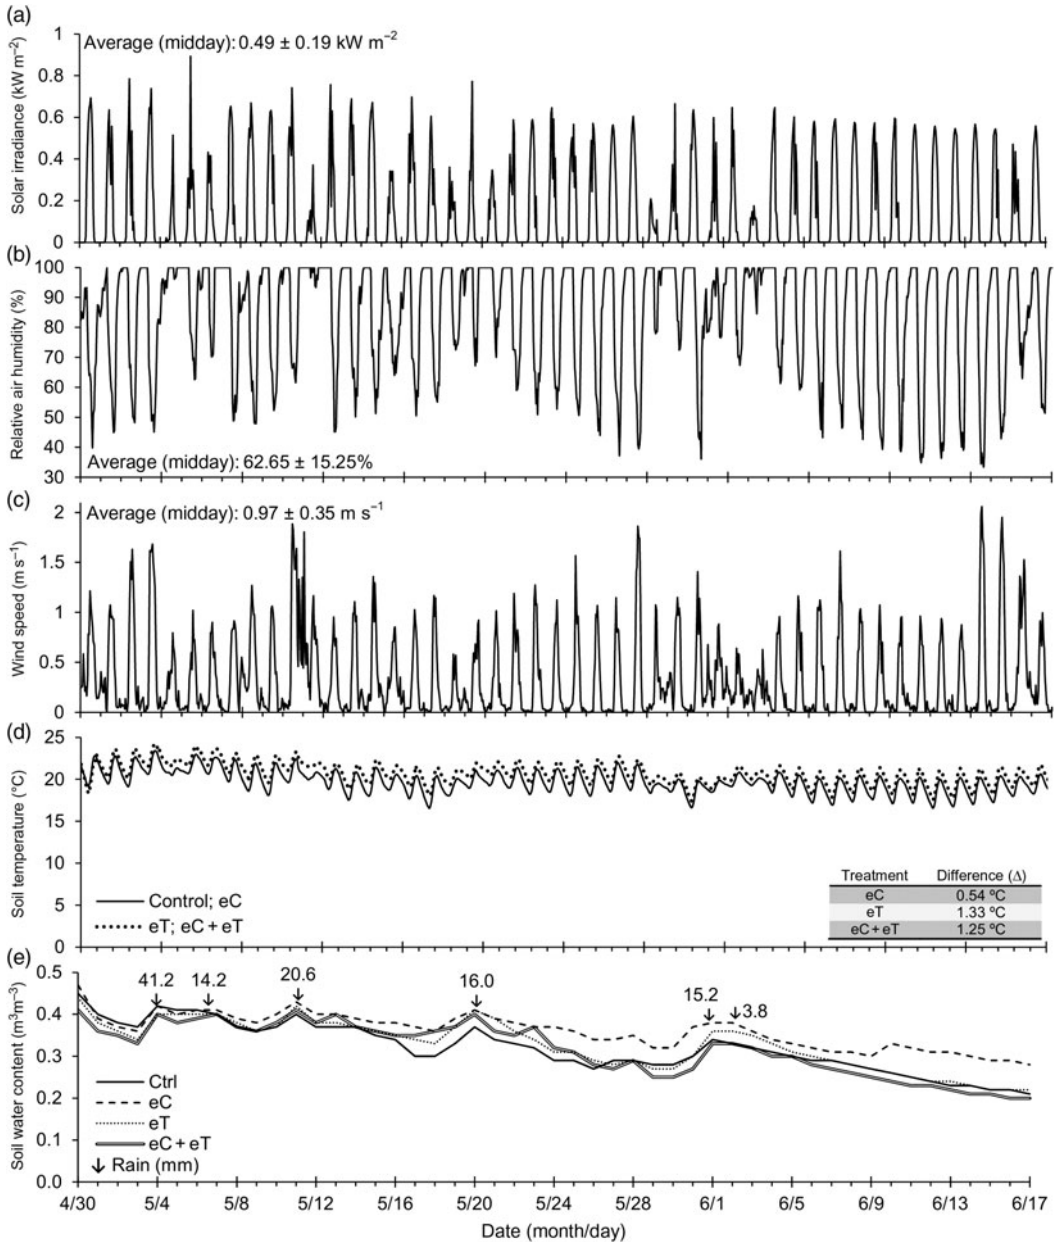 (a)
Solar irradiance (kW m⁻²)
1
0.8
0.6
0.4
0.2
0
Average (midday): 0.49 ± 0.19 kW m⁻²
(b)
Relative air humidity (%)
100
90
80
70
60
50
40
30
Average (midday): 62.65 ± 15.25%
(c)
Wind speed (m s⁻¹)
2
1.5
1
0.5
0
Average (midday): 0.97 ± 0.35 m s⁻¹
(d)
Soil temperature (°C)
25
20
15
10
5
0
Control; eC
eT; eC + eT
Treatment Difference (Δ)
eC 0.54 ºC
eT 1.33 ºC
eC + eT 1.25 ºC
(e)
Soil water content (m³m⁻³)
0.5
0.4
0.3
0.2
0.1
0.0
41.2 14.2 20.6 16.0 15.2 3.8
Ctrl
eC
eT
eC + eT
↓ Rain (mm)
4/30 5/4 5/8 5/12 5/16 5/20 5/24 5/28 6/1 6/5 6/9 6/13 6/17
Date (month/day)